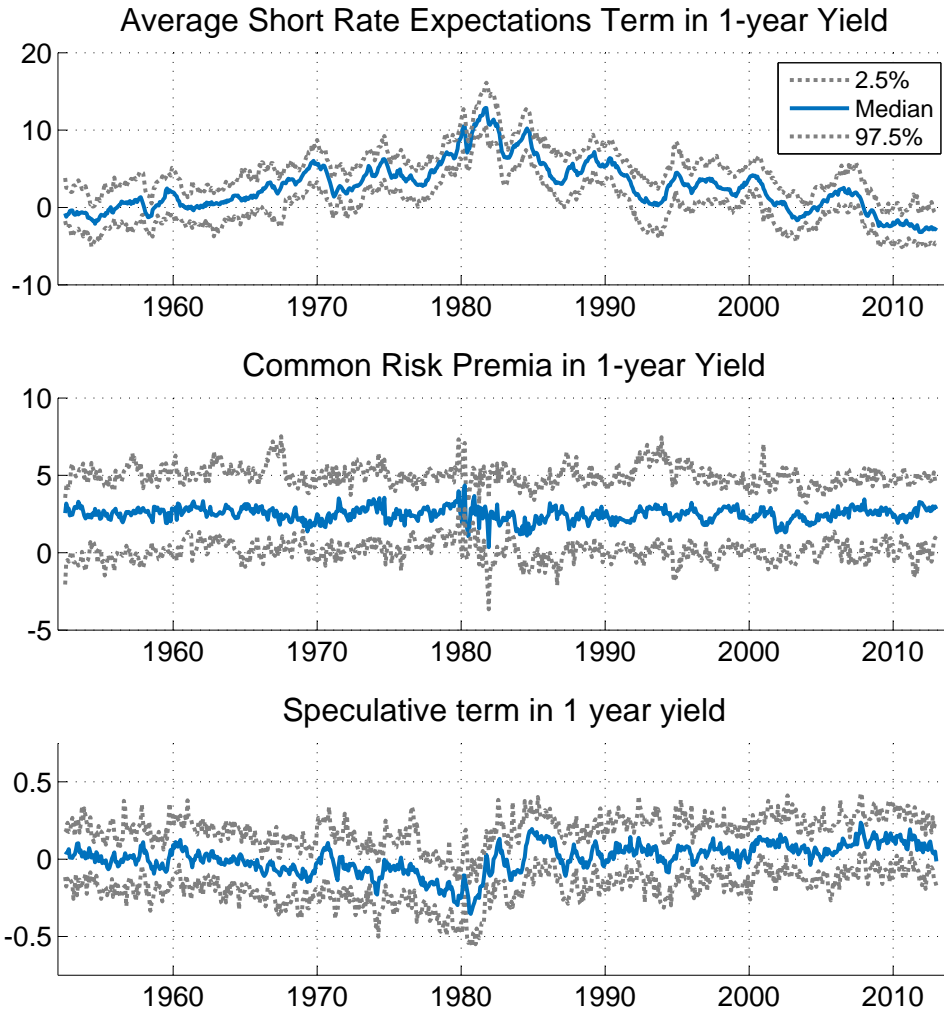 Average Short Rate Expectations Term in 1-year Yield
20
10
0
-10
2.5%
Median
97.5%
1960 1970 1980 1990 2000 2010
Common Risk Premia in 1-year Yield
10
5
0
-5
1960 1970 1980 1990 2000 2010
Speculative term in 1 year yield
0.5
0
-0.5
1960 1970 1980 1990 2000 2010